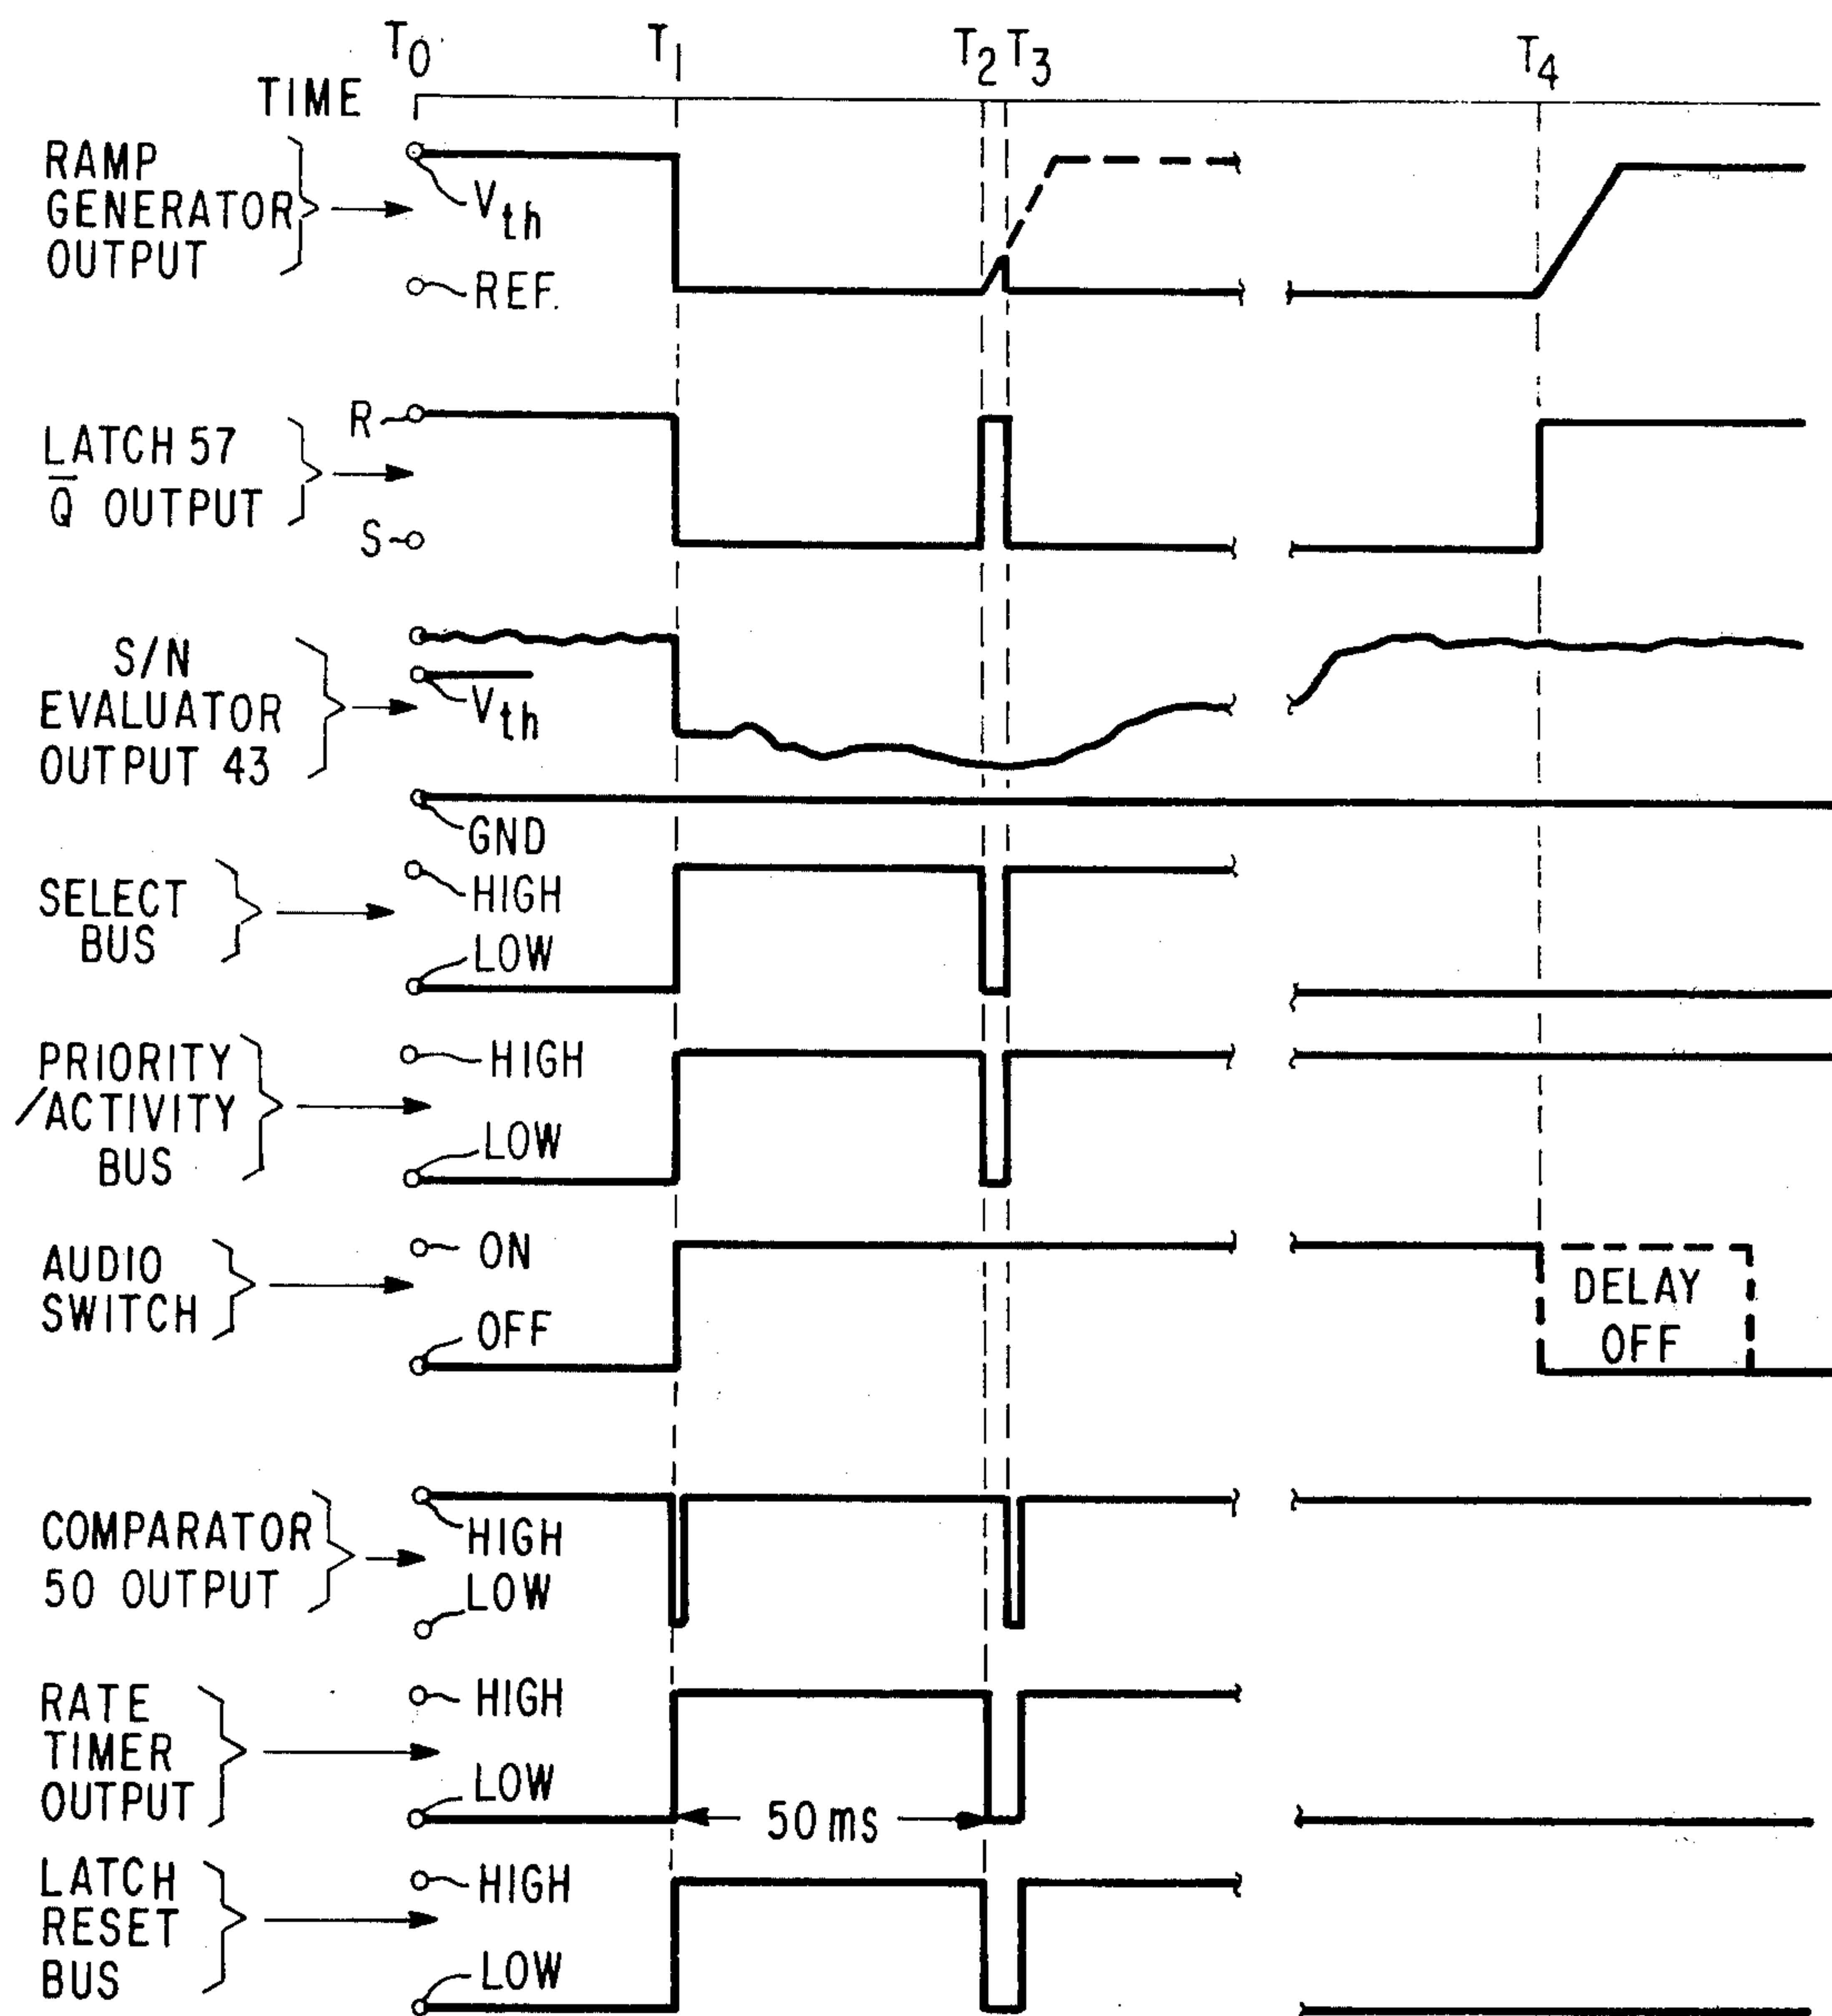 T0 T1 T2 T3 T4
TIME
RAMP
GENERATOR
OUTPUT
Vth
REF.
LATCH 57
Q̅ OUTPUT
R
S
S/N
EVALUATOR
OUTPUT 43
Vth
GND
SELECT
BUS
HIGH
LOW
PRIORITY
/ACTIVITY
BUS
HIGH
LOW
AUDIO
SWITCH
ON
OFF
DELAY
OFF
COMPARATOR
50 OUTPUT
HIGH
LOW
RATE
TIMER
OUTPUT
HIGH
LOW
50 ms
LATCH
RESET
BUS
HIGH
LOW